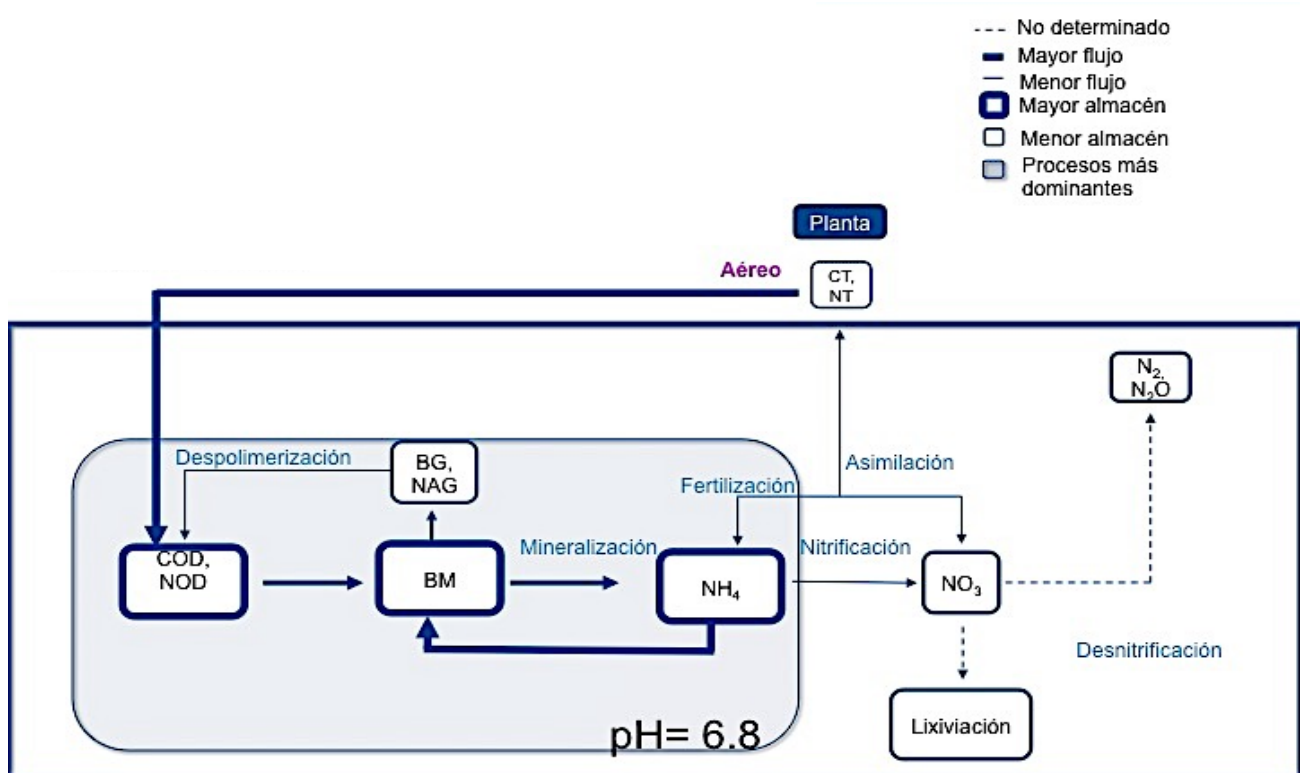 No determinado
Mayor flujo
Menor flujo
Mayor almacén
Menor almacén
Procesos más
dominantes
Planta
Aéreo
CT,
NT
N₂,
N₂O
Despolimerización
BG,
NAG
Fertilización
Asimilación
COD,
NOD
BM
Mineralización
NH₄
Nitrificación
NO₃
Desnitrificación
Lixiviación
pH= 6.8